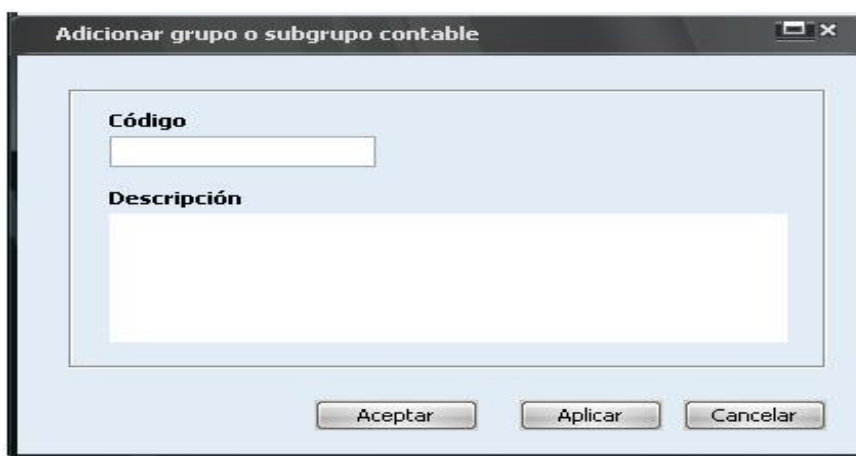 Adicionar grupo o subgrupo contable
Código
Descripción
Aceptar Aplicar Cancelar